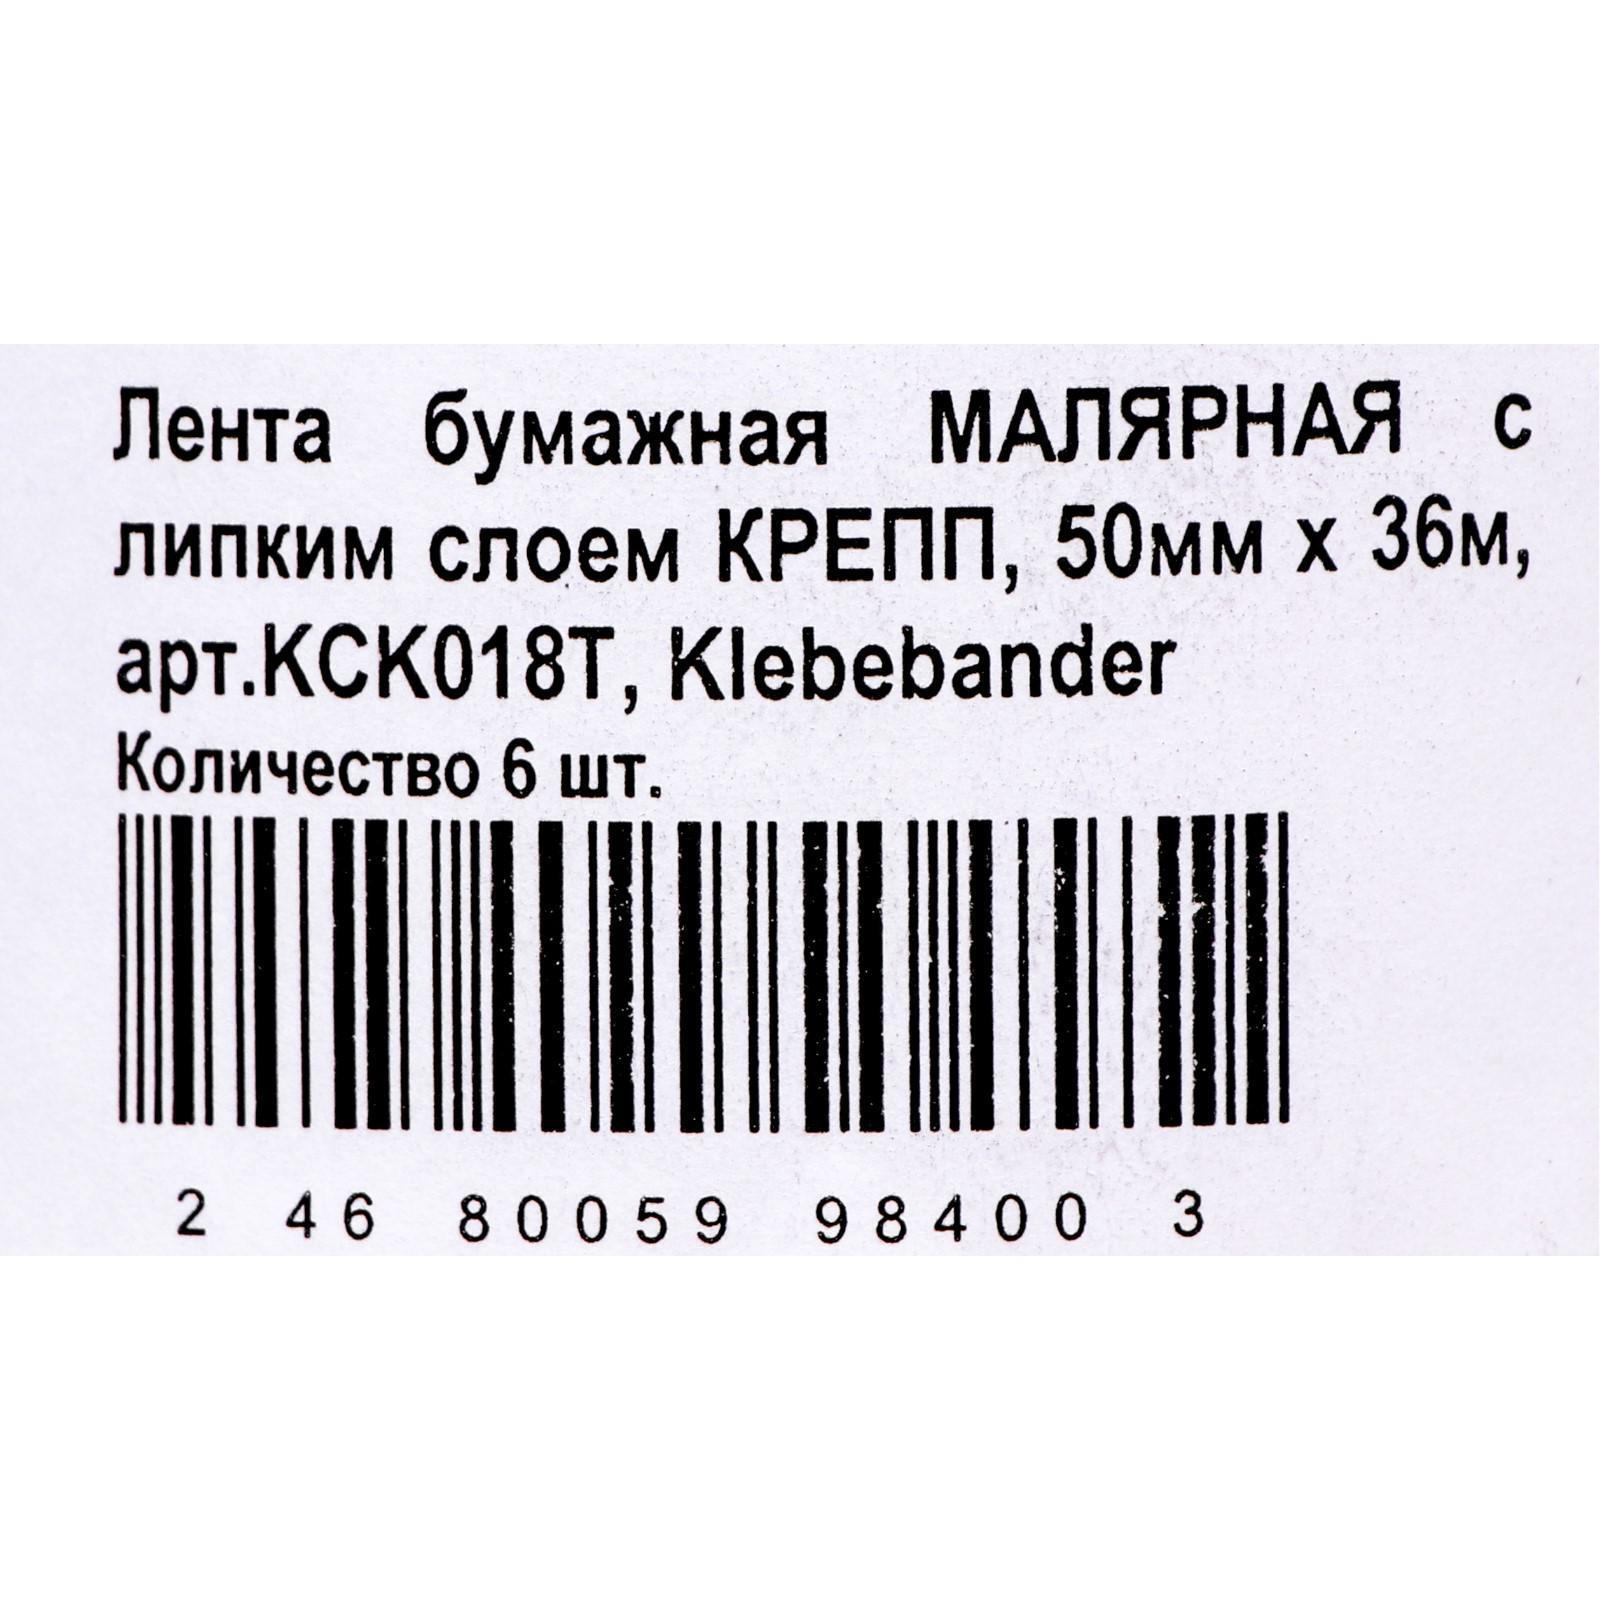 Лента бумажная МАЛЯРНАЯ с
липким слоем КРЕПП, 50мм х 36м,
арт.KCK018T, Klebebander
Количество 6 шт.
2 46 80059 98400 3